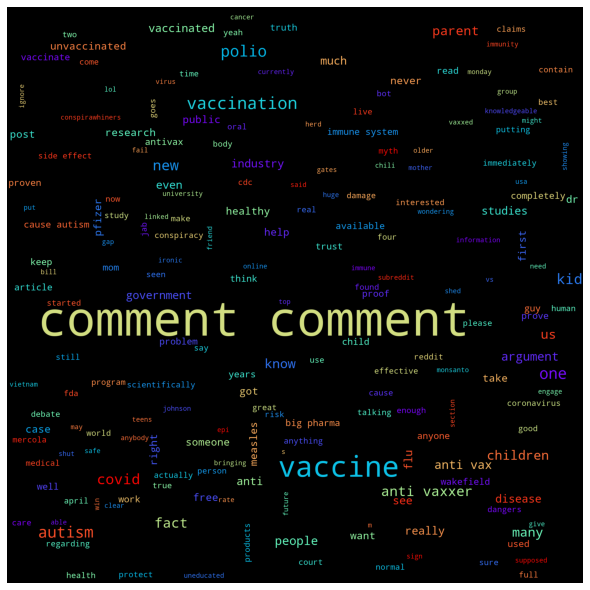 cancer
two vaccinated yeah truth parent claims
unvaccinated polio much immunity
vaccinate come time never read monday contain
ignore virus currently bot group
lol goes vaccination best
conspirawhiners public oral herd live vaxxed knowledgeable might
post research immune system putting
fail antivax body myth older showing
side effect new industry gates chili mother immediately
proven even cdc said usa completely dr
put university huge damage interested wondering
now study linked make healthy real available studies
cause autism pfizer jab conspiracy friend help four information first
gap trust
keep bill mom ironic online immune proof vs need kid
article seen think found subreddit shed
started government top guy human
comment comment please prove us
problem say child
still know use reddit argument
years effective monsanto one
vietnam program scientifically got cause take engage
fda johnson great risk talking enough section coronavirus
debate teens big pharma good
case may world epi measles anyone
mercola anybody right someone anything flu
shut safe bringing s children
medical actually person vaccine anti vax
well covid true anti wakefield
april win work free rate future anti vaxxer disease
clear see dangers
carn able fact m give
autism products people want really many
regarding court sign used supposed
health protect uneducated normal sure full